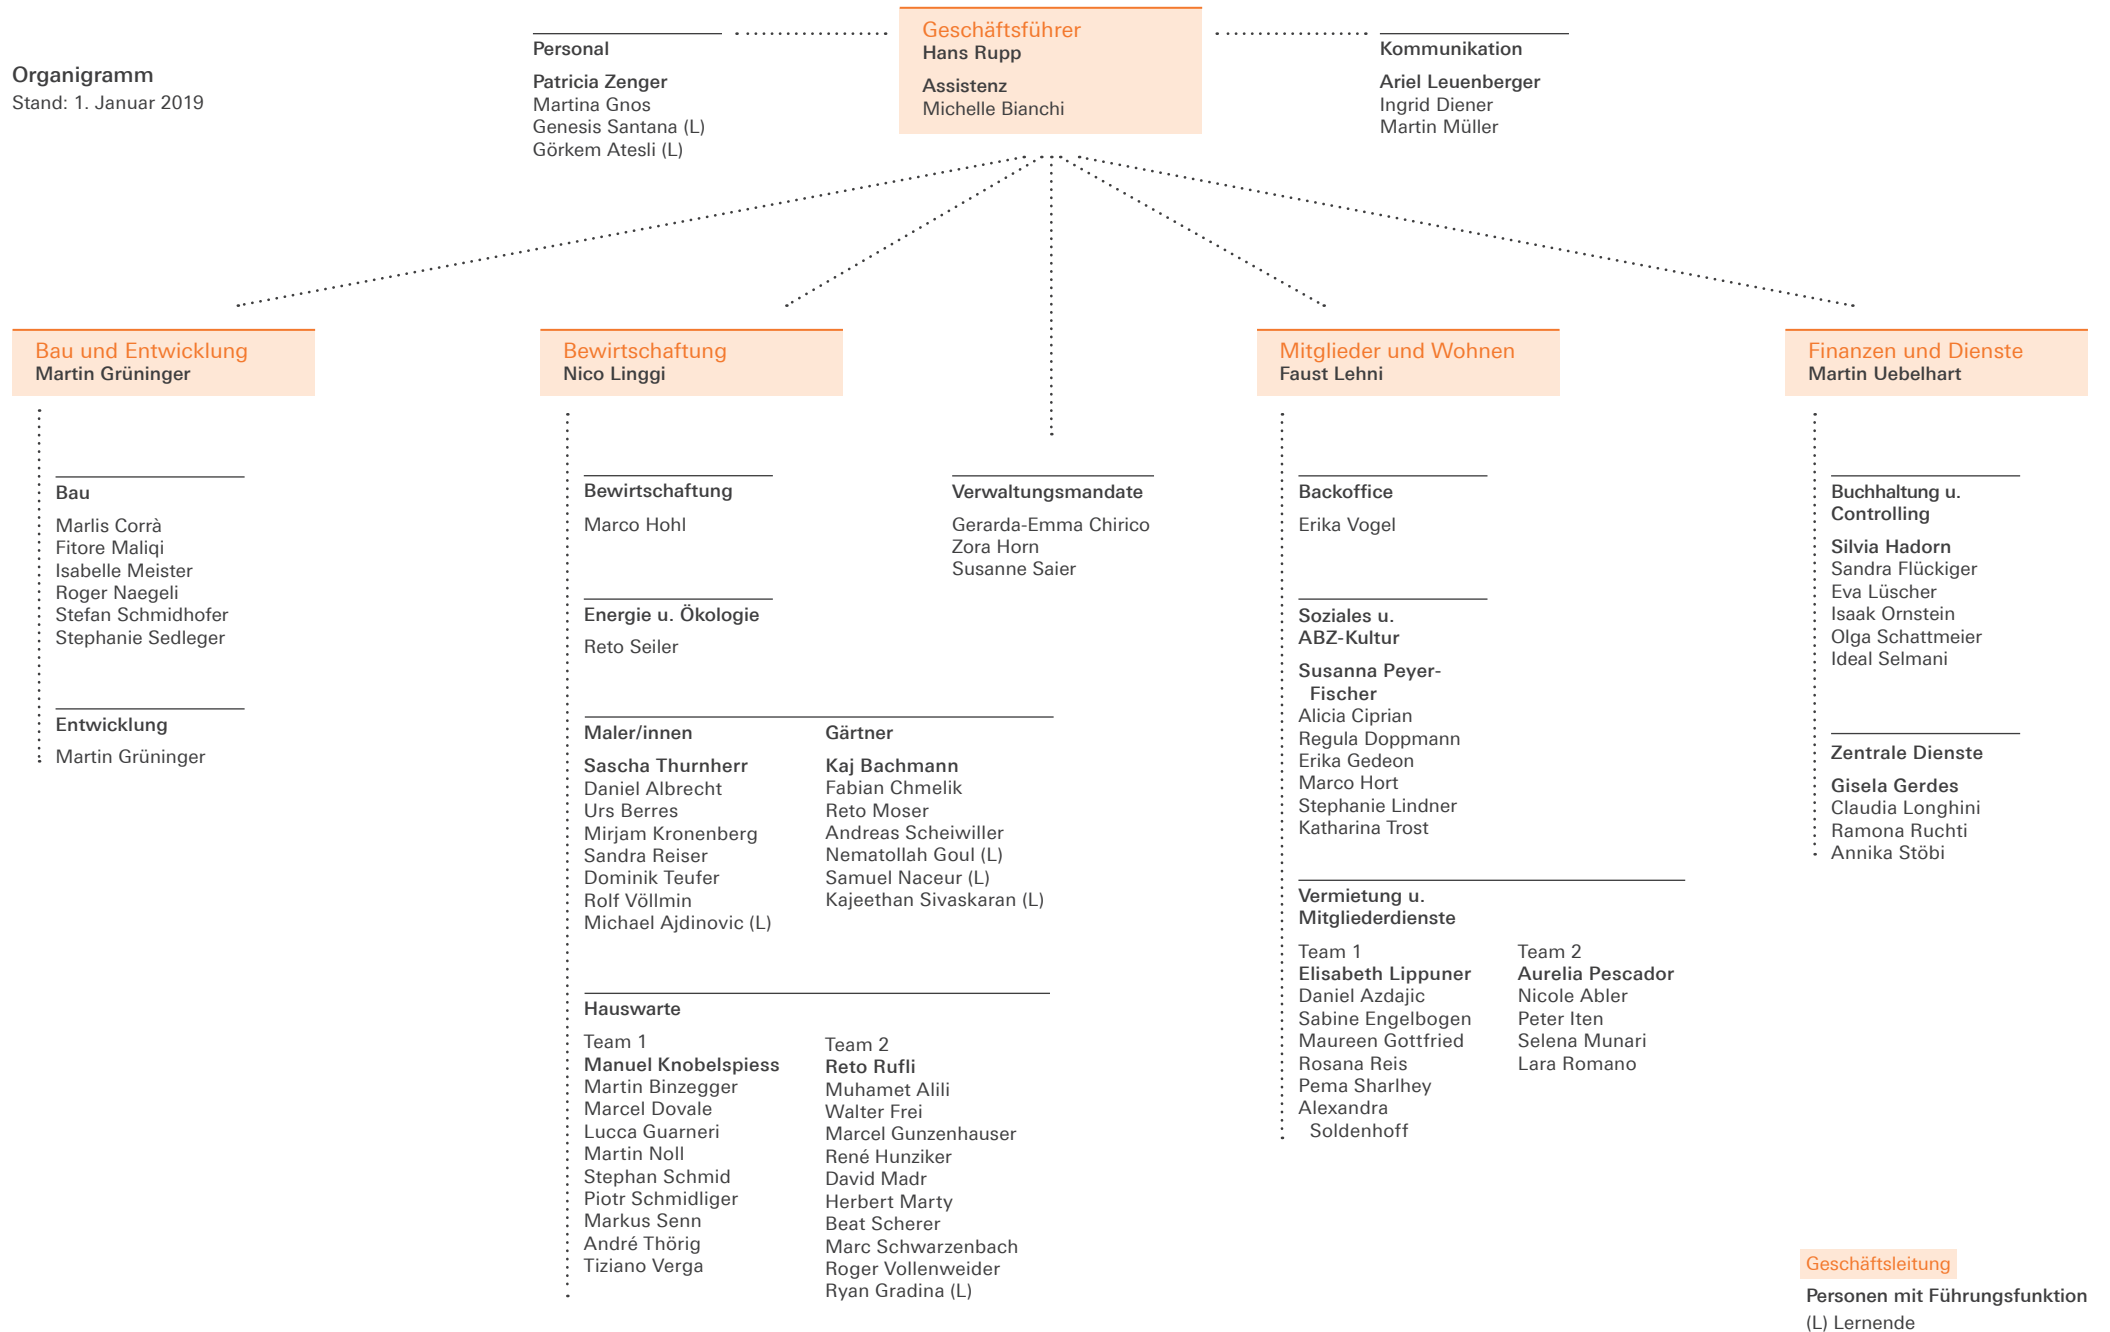 Organigramm
Stand: 1. Januar 2019
Personal
Patricia Zenger
Martina Gnos
Genesis Santana (L)
Görkem Atesli (L)
Geschäftsführer
Hans Rupp
Assistenz
Michelle Bianchi
Kommunikation
Ariel Leuenberger
Ingrid Diener
Martin Müller
Bau und Entwicklung
Martin Grüninger
Bau
Marlis Corrà
Fitore Maliqi
Isabelle Meister
Roger Naegeli
Stefan Schmidhofer
Stephanie Sedleger
Entwicklung
Martin Grüninger
Bewirtschaftung
Nico Linggi
Bewirtschaftung
Marco Hohl
Energie u. Ökologie
Reto Seiler
Maler/innen
Sascha Thurnherr
Daniel Albrecht
Urs Berres
Mirjam Kronenberg
Sandra Reiser
Dominik Teufer
Rolf Völlmin
Michael Ajdinovic (L)
Gärtner
Kaj Bachmann
Fabian Chmelik
Reto Moser
Andreas Scheiwiller
Nematollah Goul (L)
Samuel Naceur (L)
Kajeethan Sivaskaran (L)
Hauswarte
Team 1
Manuel Knobelspiess
Martin Binzegger
Marcel Dovale
Lucca Guarneri
Martin Noll
Stephan Schmid
Piotr Schmidliger
Markus Senn
André Thörig
Tiziano Verga
Team 2
Reto Rufli
Muhamet Alili
Walter Frei
Marcel Gunzenhauser
René Hunziker
David Madr
Herbert Marty
Beat Scherer
Marc Schwarzenbach
Roger Vollenweider
Ryan Gradina (L)
Verwaltungsmandate
Gerarda-Emma Chirico
Zora Horn
Susanne Saier
Mitglieder und Wohnen
Faust Lehni
Backoffice
Erika Vogel
Soziales u.
ABZ-Kultur
Susanna Peyer-
Fischer
Alicia Ciprian
Regula Doppmann
Erika Gedeon
Marco Hort
Stephanie Lindner
Katharina Trost
Vermietung u.
Mitgliederdienste
Team 1
Elisabeth Lippuner
Daniel Azdajic
Sabine Engelbogen
Maureen Gottfried
Rosana Reis
Pema Sharlhey
Alexandra
Soldenhoff
Team 2
Aurelia Pescador
Nicole Abler
Peter Iten
Selena Munari
Lara Romano
Finanzen und Dienste
Martin Uebelhart
Buchhaltung u.
Controlling
Silvia Hadorn
Sandra Flückiger
Eva Lüscher
Isaak Ornstein
Olga Schattmeier
Ideal Selmani
Zentrale Dienste
Gisela Gerdes
Claudia Longhini
Ramona Ruchti
Annika Stöbi
Geschäftsleitung
Personen mit Führungsfunktion
(L) Lernende